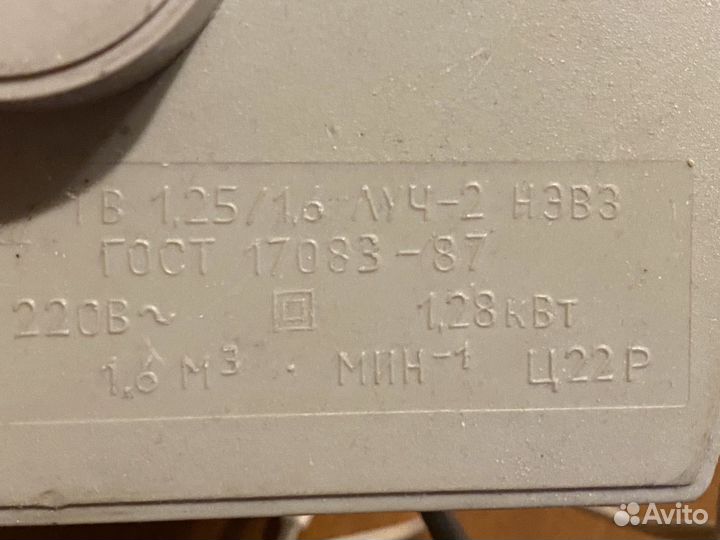 ТВ 1,25/1,6 ЛУЧ-2 НЭВЗ
ГОСТ 17083-87
220В~ 1,28кВт
1,6 М³ · МИН⁻¹ Ц22Р
Avito